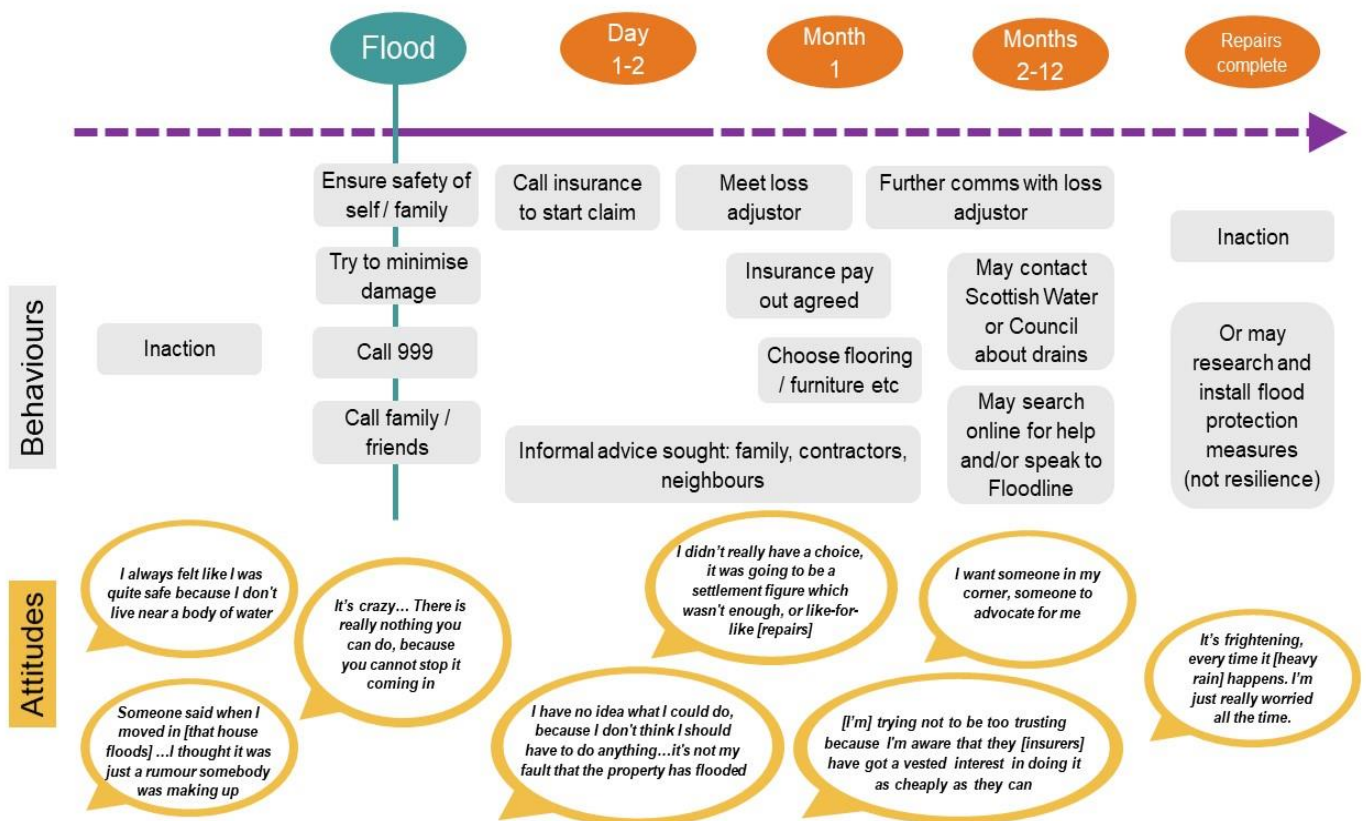 Flood
Day
1-2
Month
1
Months
2-12
Repairs
complete
Behaviours
Inaction
Ensure safety of
self / family
Try to minimise
damage
Call 999
Call family /
friends
Call insurance
to start claim
Meet loss
adjustor
Insurance pay
out agreed
Choose flooring
/ furniture etc
Informal advice sought: family, contractors,
neighbours
Further comms with loss
adjustor
May contact
Scottish Water
or Council
about drains
May search
online for help
and/or speak to
Floodline
Inaction
Or may
research and
install flood
protection
measures
(not resilience)
Attitudes
I always felt like I was
quite safe because I don't
live near a body of water
Someone said when I
moved in [that house
floods] …I thought it was
just a rumour somebody
was making up
It's crazy… There is
really nothing you
can do, because
you cannot stop it
coming in
I didn't really have a choice,
it was going to be a
settlement figure which
wasn't enough, or like-for-
like [repairs]
I have no idea what I could do,
because I don't think I should
have to do anything…it's not my
fault that the property has flooded
I want someone in my
corner, someone to
advocate for me
[I'm] trying not to be too trusting
because I'm aware that they [insurers]
have got a vested interest in doing it
as cheaply as they can
It's frightening,
every time it [heavy
rain] happens. I'm
just really worried
all the time.